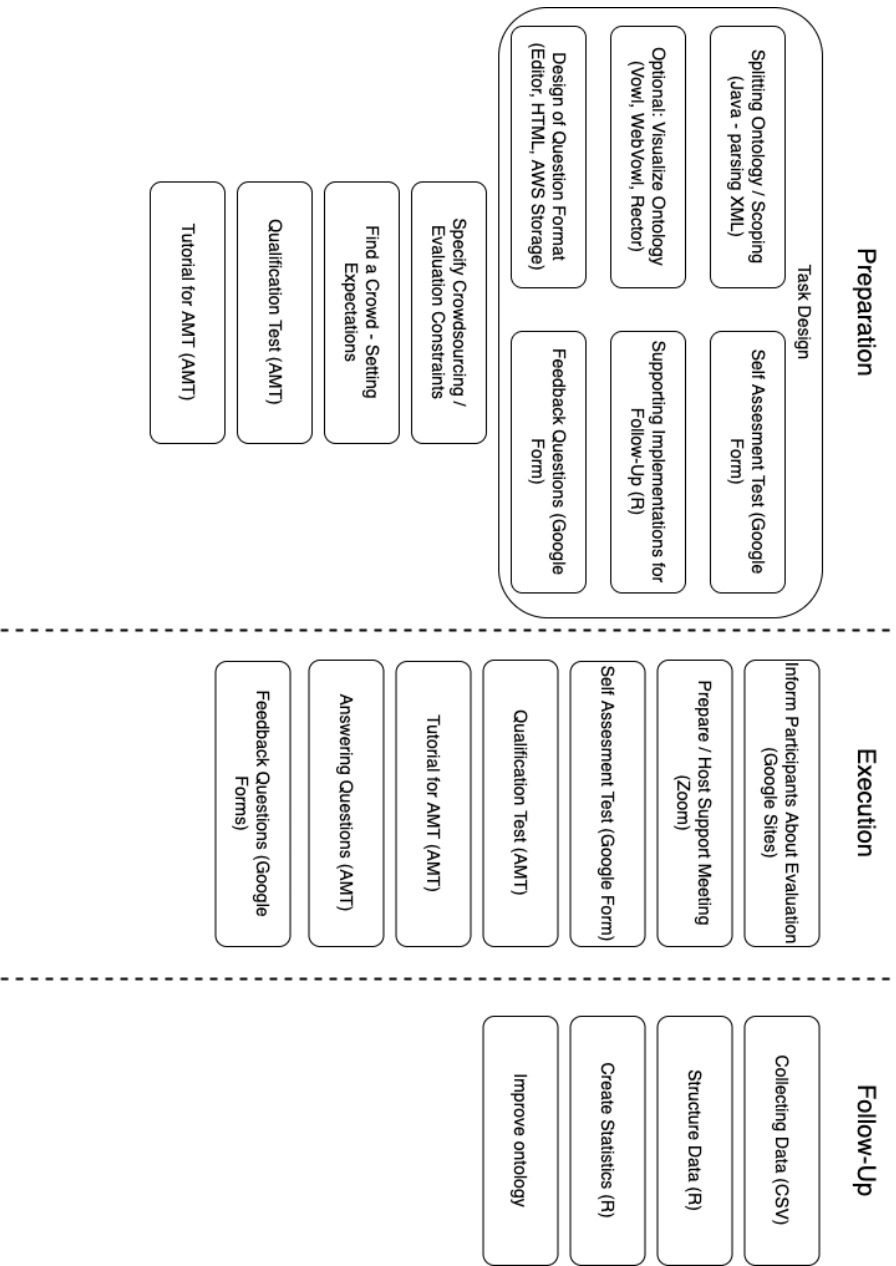 Preparation
Task Design
Splitting Ontology / Scoping
(Java - parsing XML)
Self Assesment Test (Google
Form)
Optional: Visualize Ontology
(Vowl, WebVowl, Rector)
Supporting Implementations for
Follow-Up (R)
Design of Question Format
(Editor, HTML, AWS Storage)
Feedback Questions (Google
Form)
Specify Crowdsourcing /
Evaluation Constraints
Find a Crowd - Setting
Expectations
Qualification Test (AMT)
Tutorial for AMT (AMT)
Execution
Inform Participants About Evaluation
(Google Sites)
Prepare / Host Support Meeting
(Zoom)
Self Assesment Test (Google Form)
Qualification Test (AMT)
Tutorial for AMT (AMT)
Answering Questions (AMT)
Feedback Questions (Google
Forms)
Follow-Up
Collecting Data (CSV)
Structure Data (R)
Create Statistics (R)
Improve ontology